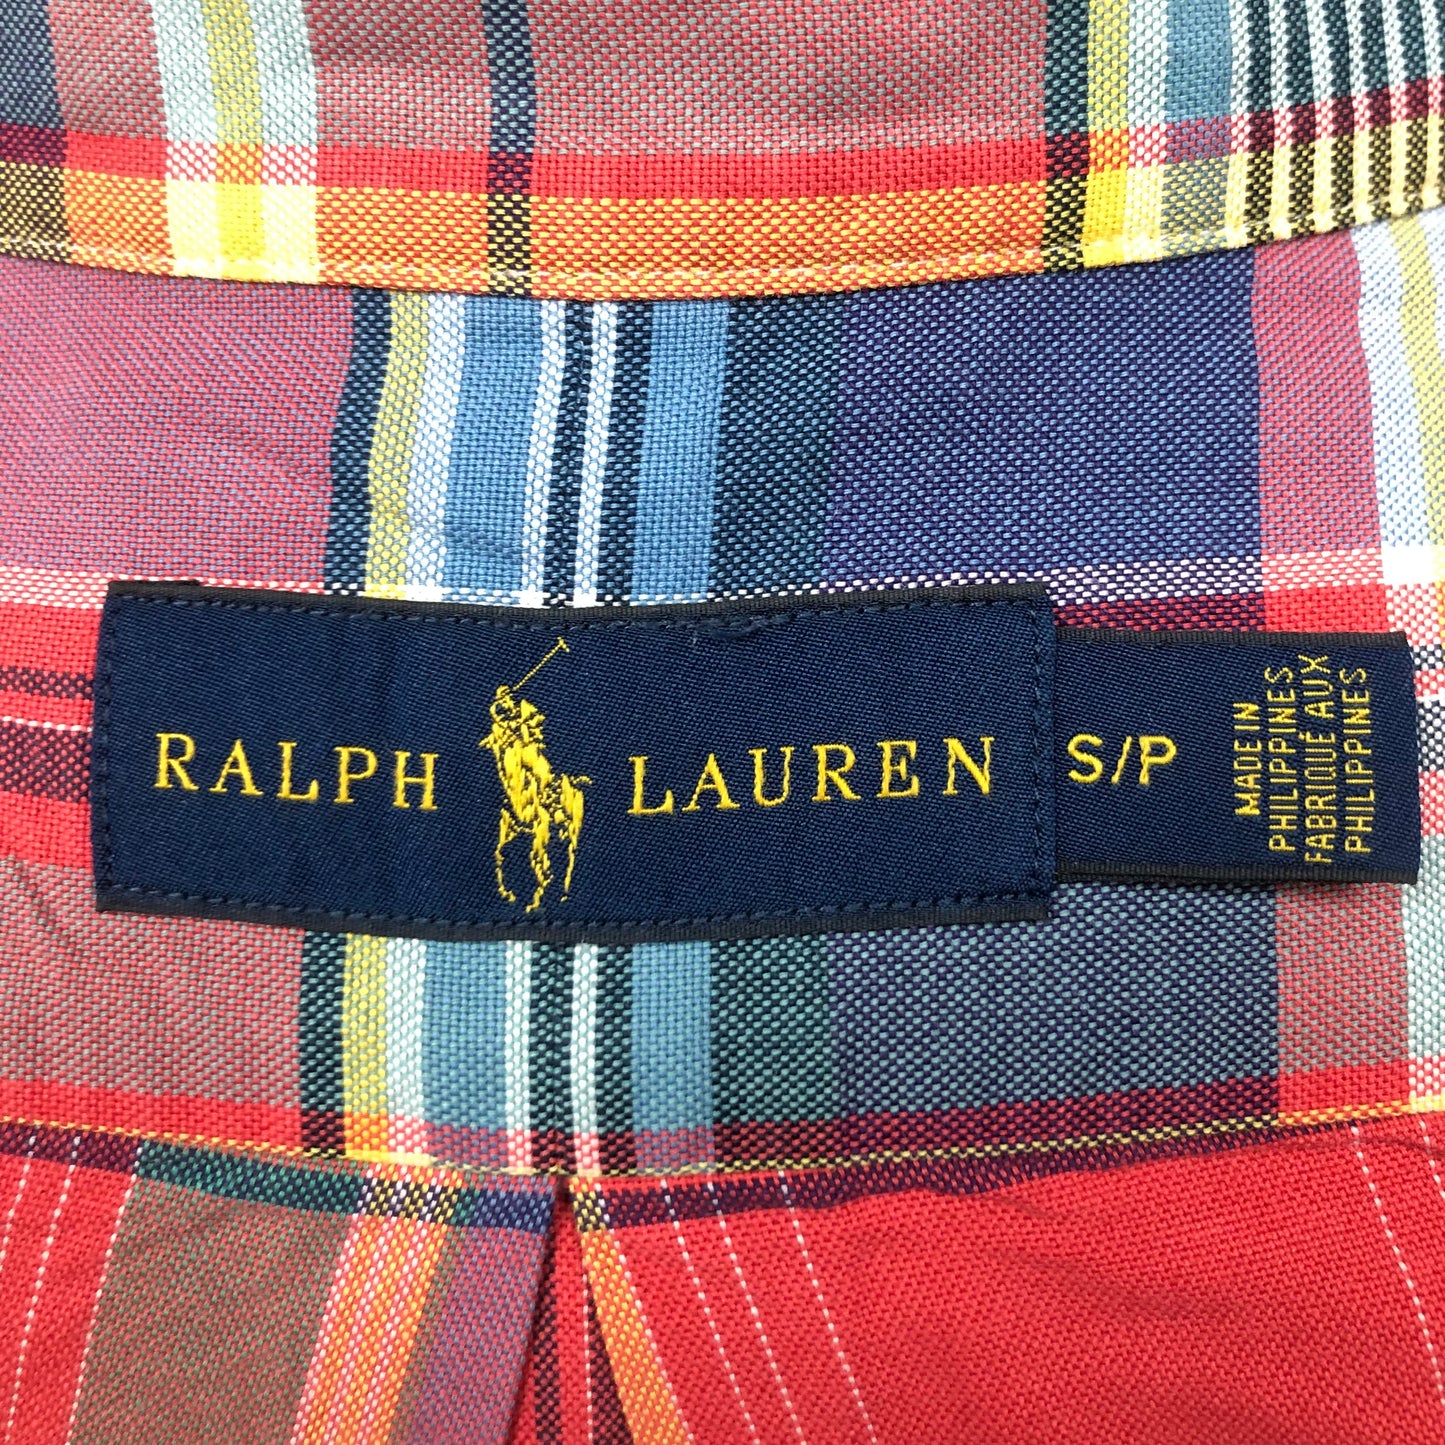 RALPH LAUREN
S/P
MADE IN
PHILIPPINES
FABRIQUÉ AUX
PHILIPPINES